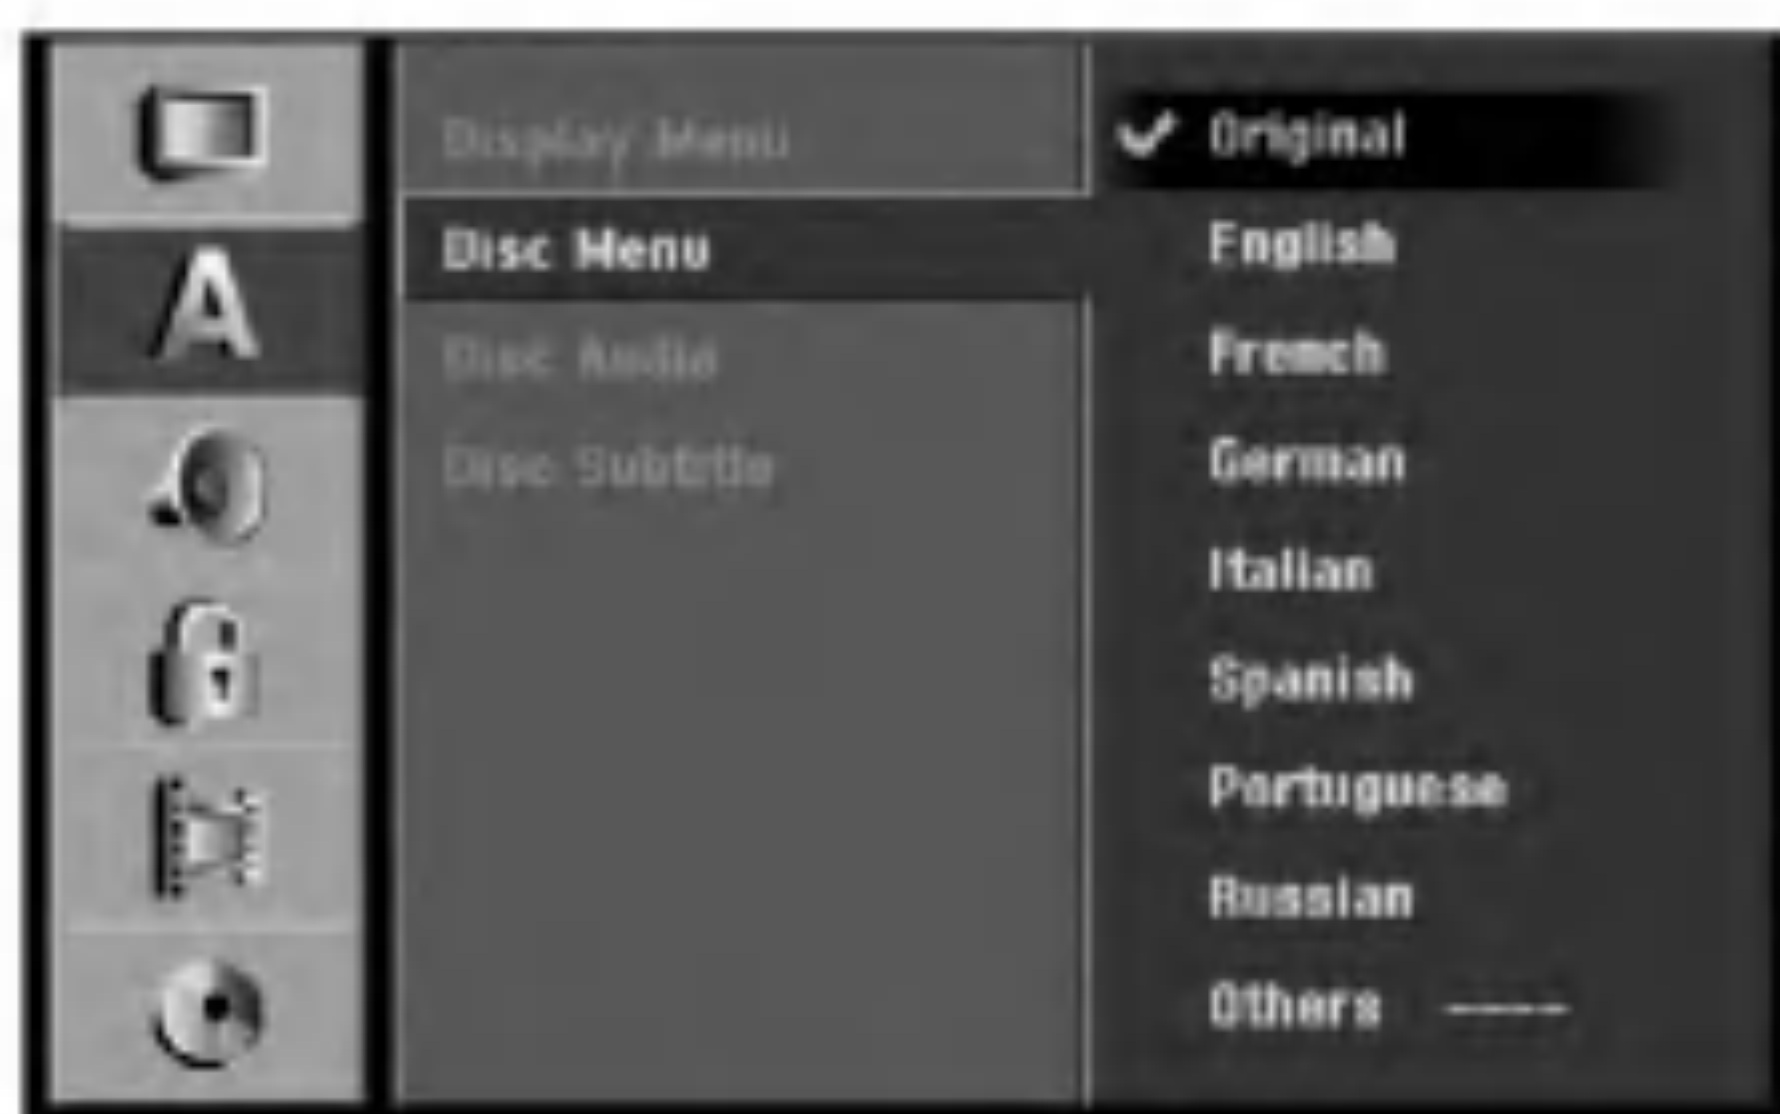 A
Display Menu
Disc Menu
Disc Audio
Disc Subtitle
Original
English
French
German
Italian
Spanish
Portuguese
Russian
Others ----